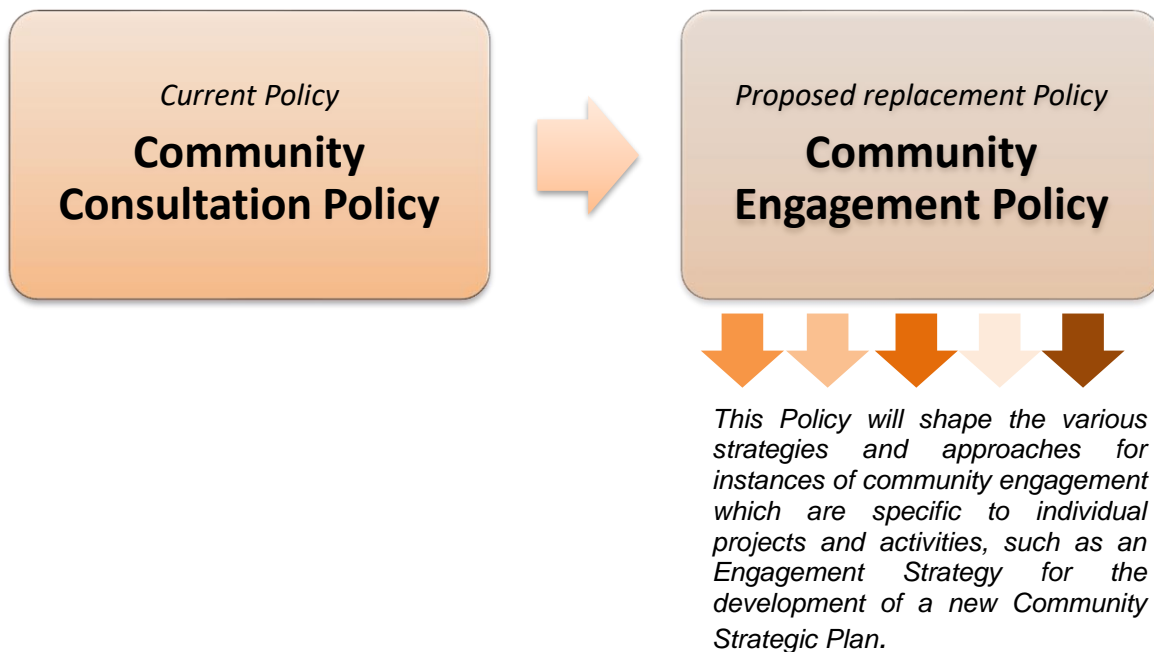 Current Policy
Community
Consultation Policy
Proposed replacement Policy
Community
Engagement Policy
This Policy will shape the various
strategies and approaches for
instances of community engagement
which are specific to individual
projects and activities, such as an
Engagement Strategy for the
development of a new Community
Strategic Plan.